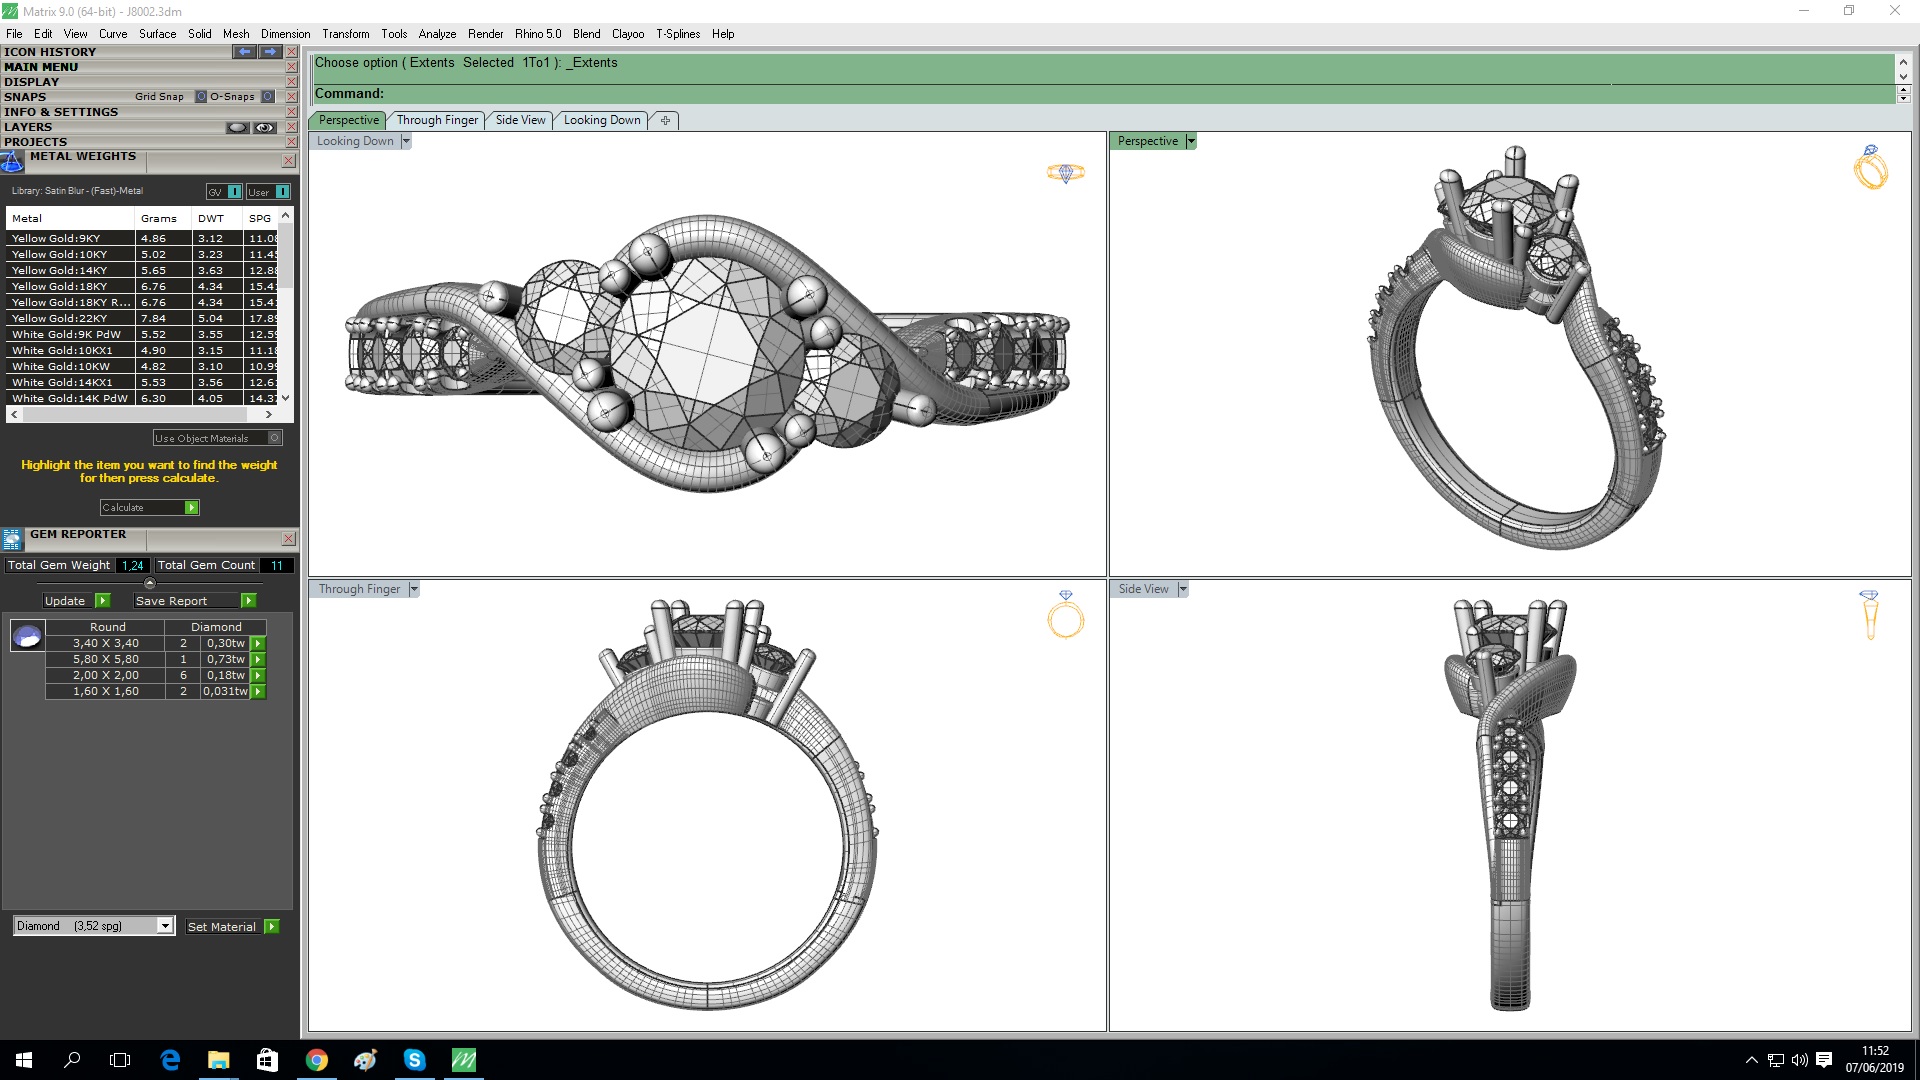 Matrix 9.0 (64-bit) - J8002.3dm
File Edit View Curve Surface Solid Mesh Dimension Transform Tools Analyze Render Rhino 5.0 Blend Clayoo T-Splines Help
ICON HISTORY
MAIN MENU
DISPLAY
SNAPS Grid Snap O-Snaps
INFO & SETTINGS
LAYERS
PROJECTS
METAL WEIGHTS
Library: Satin Blur - (Fast)-Metal GV User
Metal Grams DWT SPG
Yellow Gold:9KY 4.86 3.12 11.08
Yellow Gold:10KY 5.02 3.23 11.4
Yellow Gold:14KY 5.65 3.63 12.88
Yellow Gold:18KY 6.76 4.34 15.4
Yellow Gold:18KY R... 6.76 4.34 15.4
Yellow Gold:22KY 7.84 5.04 17.8
White Gold:9K PdW 5.52 3.55 12.5
White Gold:10KX1 4.90 3.15 11.1
White Gold:10KW 4.82 3.10 10.9
White Gold:14KX1 5.53 3.56 12.6
White Gold:14K PdW 6.30 4.05 14.3
Use Object Materials
Highlight the item you want to find the weight
for then press calculate.
Calculate
GEM REPORTER
Total Gem Weight 1,24 Total Gem Count 11
Update Save Report
Round Diamond
3,40 X 3,40 2 0,30tw
5,80 X 5,80 1 0,73tw
2,00 X 2,00 6 0,18tw
1,60 X 1,60 2 0,031tw
Diamond (3,52 spg) Set Material
Choose option ( Extents Selected 1To1 ): _Extents
Command:
Perspective Through Finger Side View Looking Down
Looking Down
Perspective
Through Finger
Side View
11:52
07/06/2019